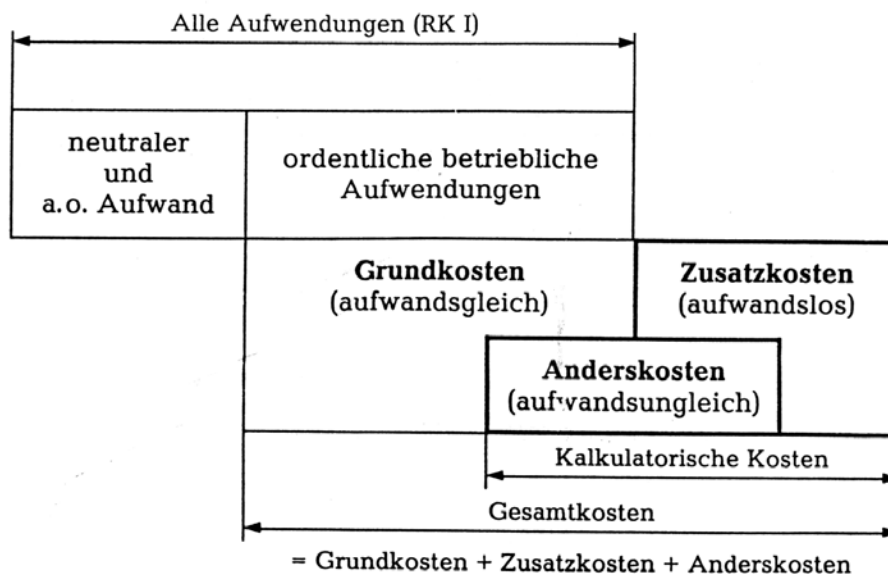 Alle Aufwendungen (RK I)
neutraler
und
a.o. Aufwand
ordentliche betriebliche
Aufwendungen
Grundkosten
(aufwandsgleich)
Zusatzkosten
(aufwandslos)
Anderskosten
(aufwandsungleich)
Kalkulatorische Kosten
Gesamtkosten
= Grundkosten + Zusatzkosten + Anderskosten